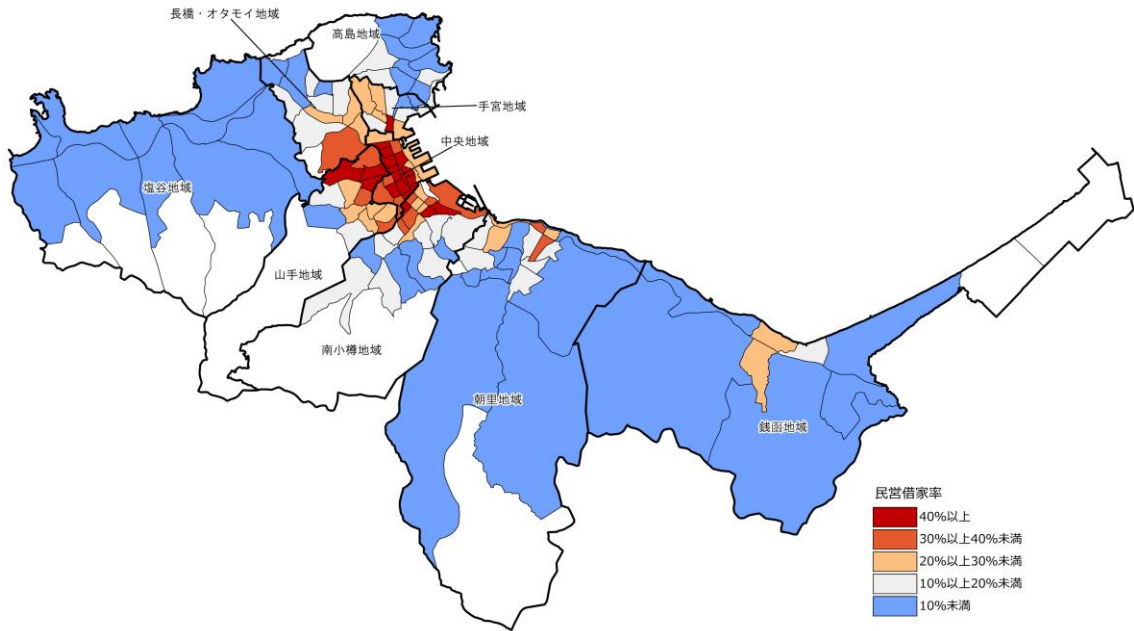 長橋・オタモイ地域
高島地域
手宮地域
中央地域
塩谷地域
山手地域
南小樽地域
朝里地域
銭函地域
民営借家率
40%以上
30%以上40%未満
20%以上30%未満
10%以上20%未満
10%未満